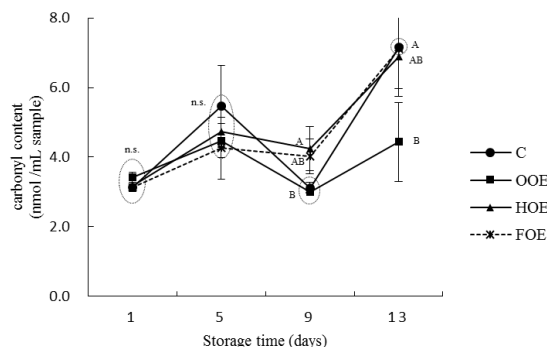 8.0
6.0
4.0
2.0
0.0
carbonyl content
(nmol /mL sample)
n.s.
n.s.
A
AB
B
A
AB
B
C
OOE
HOE
FOE
1
5
9
13
Storage time (days)